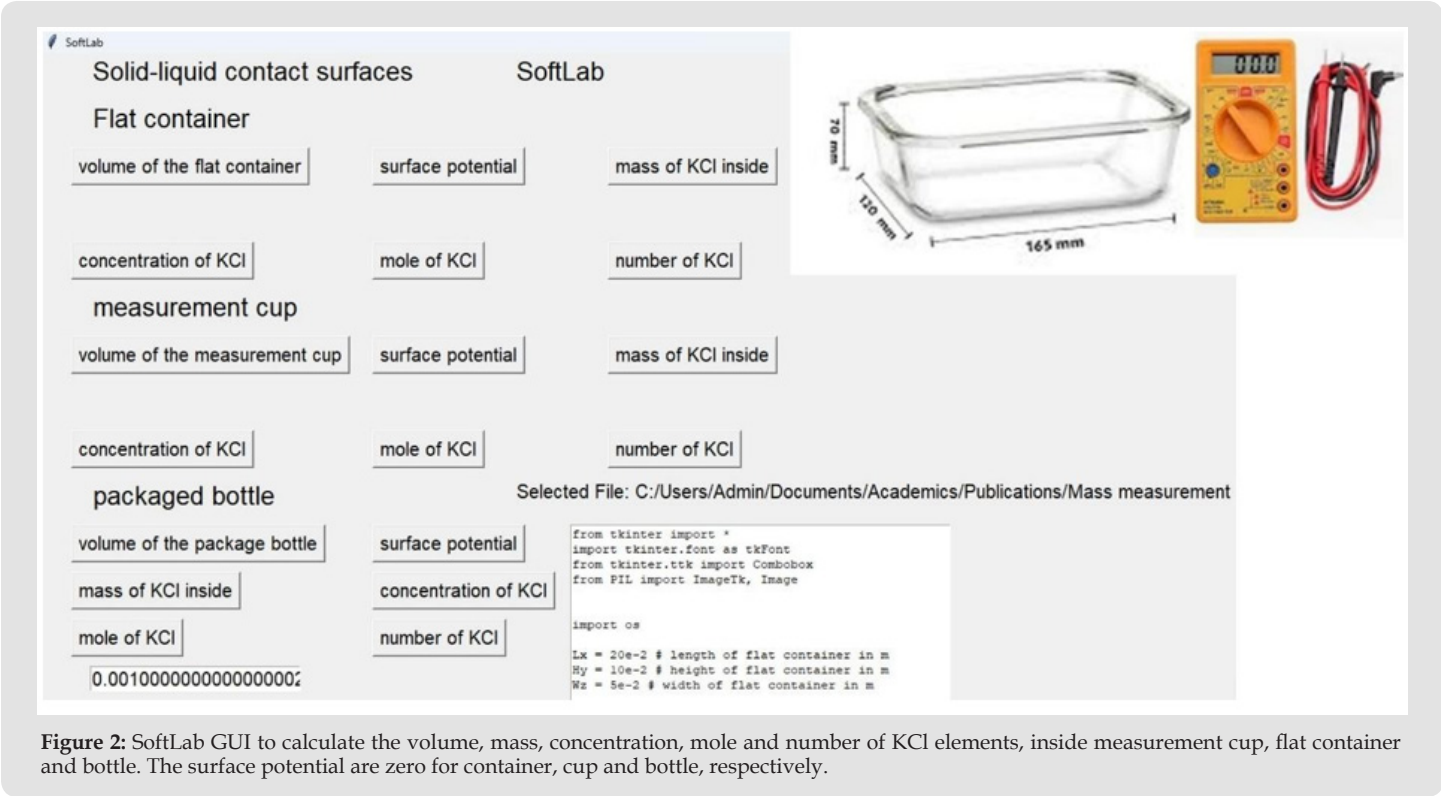 SoftLab
Solid-liquid contact surfaces SoftLab
Flat container
volume of the flat container surface potential mass of KCl inside
concentration of KCl mole of KCl number of KCl
measurement cup
volume of the measurement cup surface potential mass of KCl inside
concentration of KCl mole of KCl number of KCl
packaged bottle
Selected File: C:/Users/Admin/Documents/Academics/Publications/Mass measurement
volume of the package bottle surface potential
mass of KCl inside concentration of KCl
mole of KCl number of KCl
0.0010000000000000002
from tkinter import *
import tkinter.font as tkFont
from tkinter.ttk import Combobox
from PIL import ImageTk, Image
import os
Lx = 20e-2 # length of flat container in m
Hy = 10e-2 # height of flat container in m
Wz = 5e-2 # width of flat container in m
70 mm
120 mm
165 mm
000
Figure 2: SoftLab GUI to calculate the volume, mass, concentration, mole and number of KCl elements, inside measurement cup, flat container
and bottle. The surface potential are zero for container, cup and bottle, respectively.